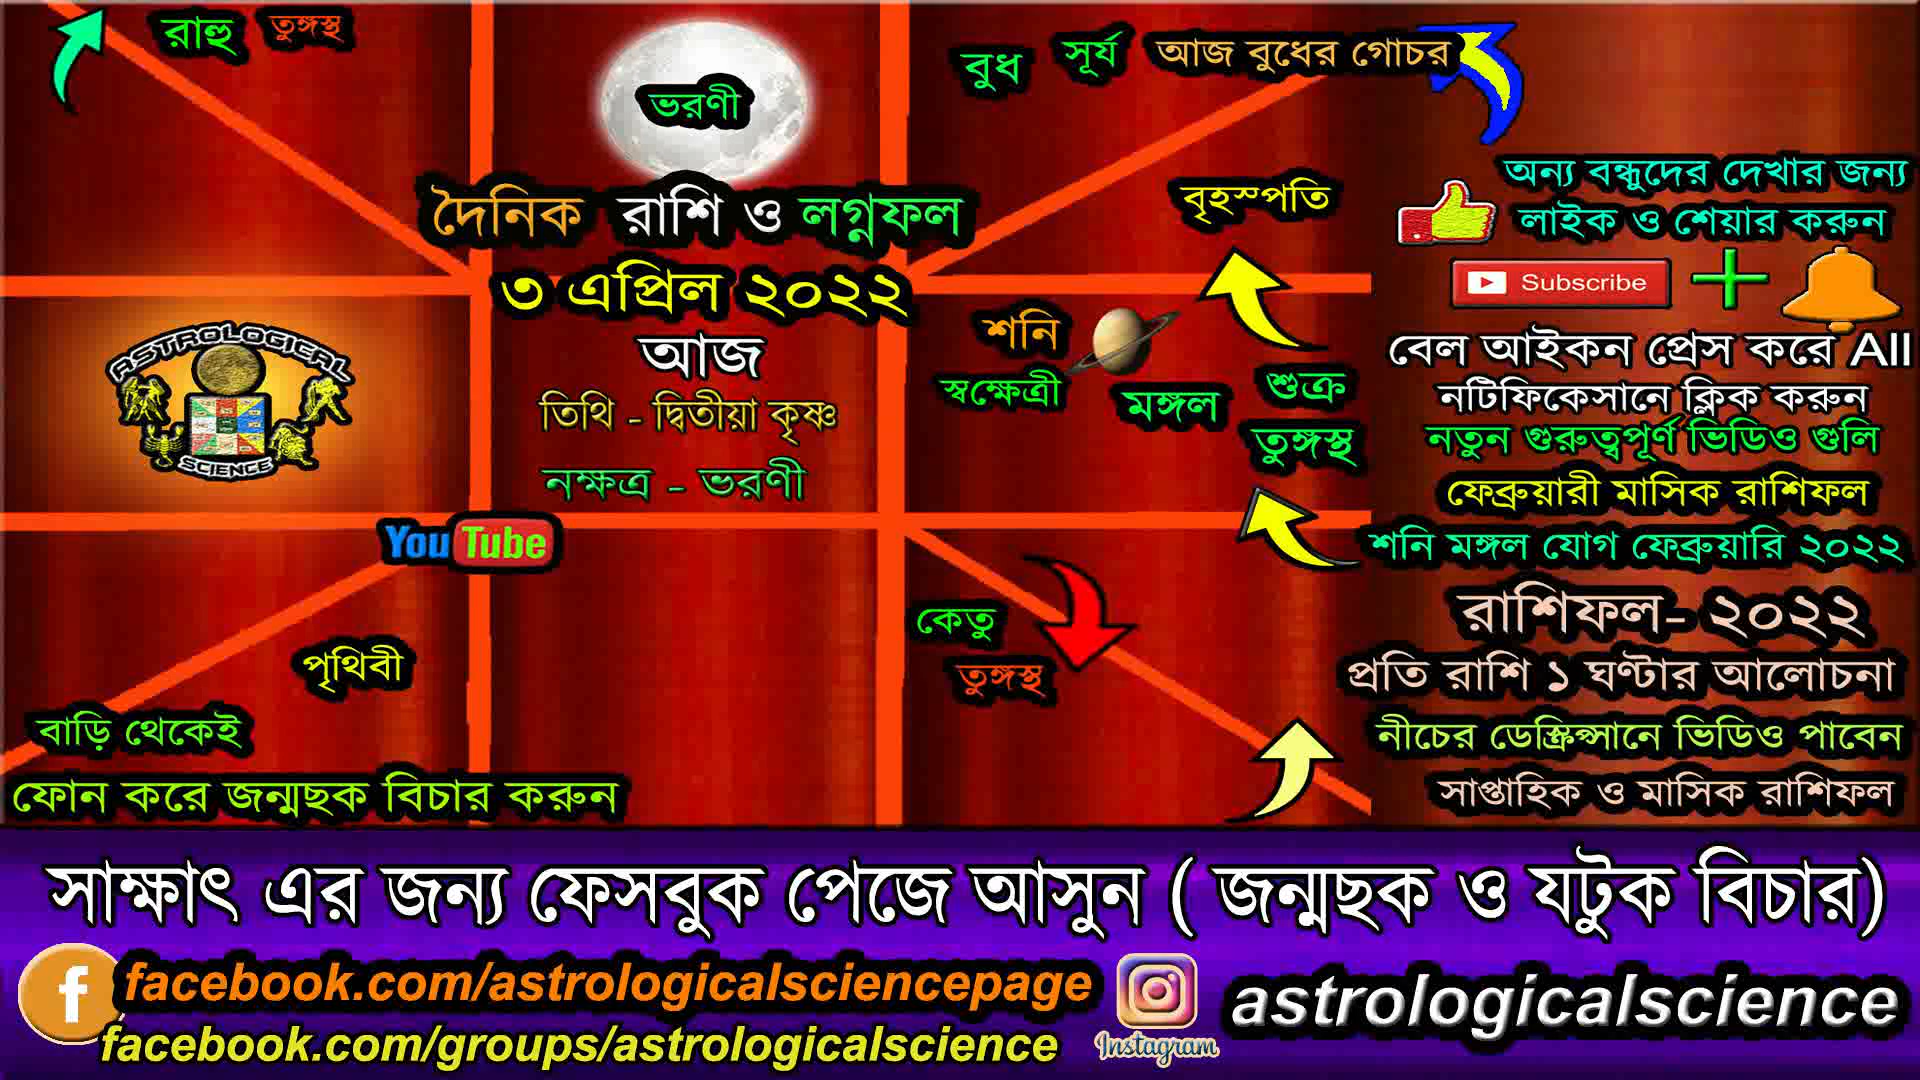 রাহু তুঙ্গস্থ
ভরণী
বুধ সূর্য আজ বুধের গোচর
দৈনিক রাশি ও লগ্নফল
৩ এপ্রিল ২০২২
আজ
তিথি - দ্বিতীয়া কৃষ্ণ
নক্ষত্র - ভরণী
বৃহস্পতি
শনি
স্বক্ষেত্রী
মঙ্গল
শুক্র
তুঙ্গস্থ
ASTROLOGICAL
SCIENCE
YouTube
কেতু
তুঙ্গস্থ
পৃথিবী
বাড়ি থেকেই
ফোন করে জন্মছক বিচার করুন
অন্য বন্ধুদের দেখার জন্য
লাইক ও শেয়ার করুন
Subscribe
বেল আইকন প্রেস করে All
নটিফিকেসানে ক্লিক করুন
নতুন গুরুত্বপূর্ণ ভিডিও গুলি
ফেব্রুয়ারী মাসিক রাশিফল
শনি মঙ্গল যোগ ফেব্রুয়ারি ২০২২
রাশিফল- ২০২২
প্রতি রাশি ১ ঘণ্টার আলোচনা
নীচের ডেস্ক্রিপ্সানে ভিডিও পাবেন
সাপ্তাহিক ও মাসিক রাশিফল
সাক্ষাৎ এর জন্য ফেসবুক পেজে আসুন ( জন্মছক ও যটুক বিচার)
facebook.com/astrologicalsciencepage
facebook.com/groups/astrologicalscience
Instagram
astrologicalscience